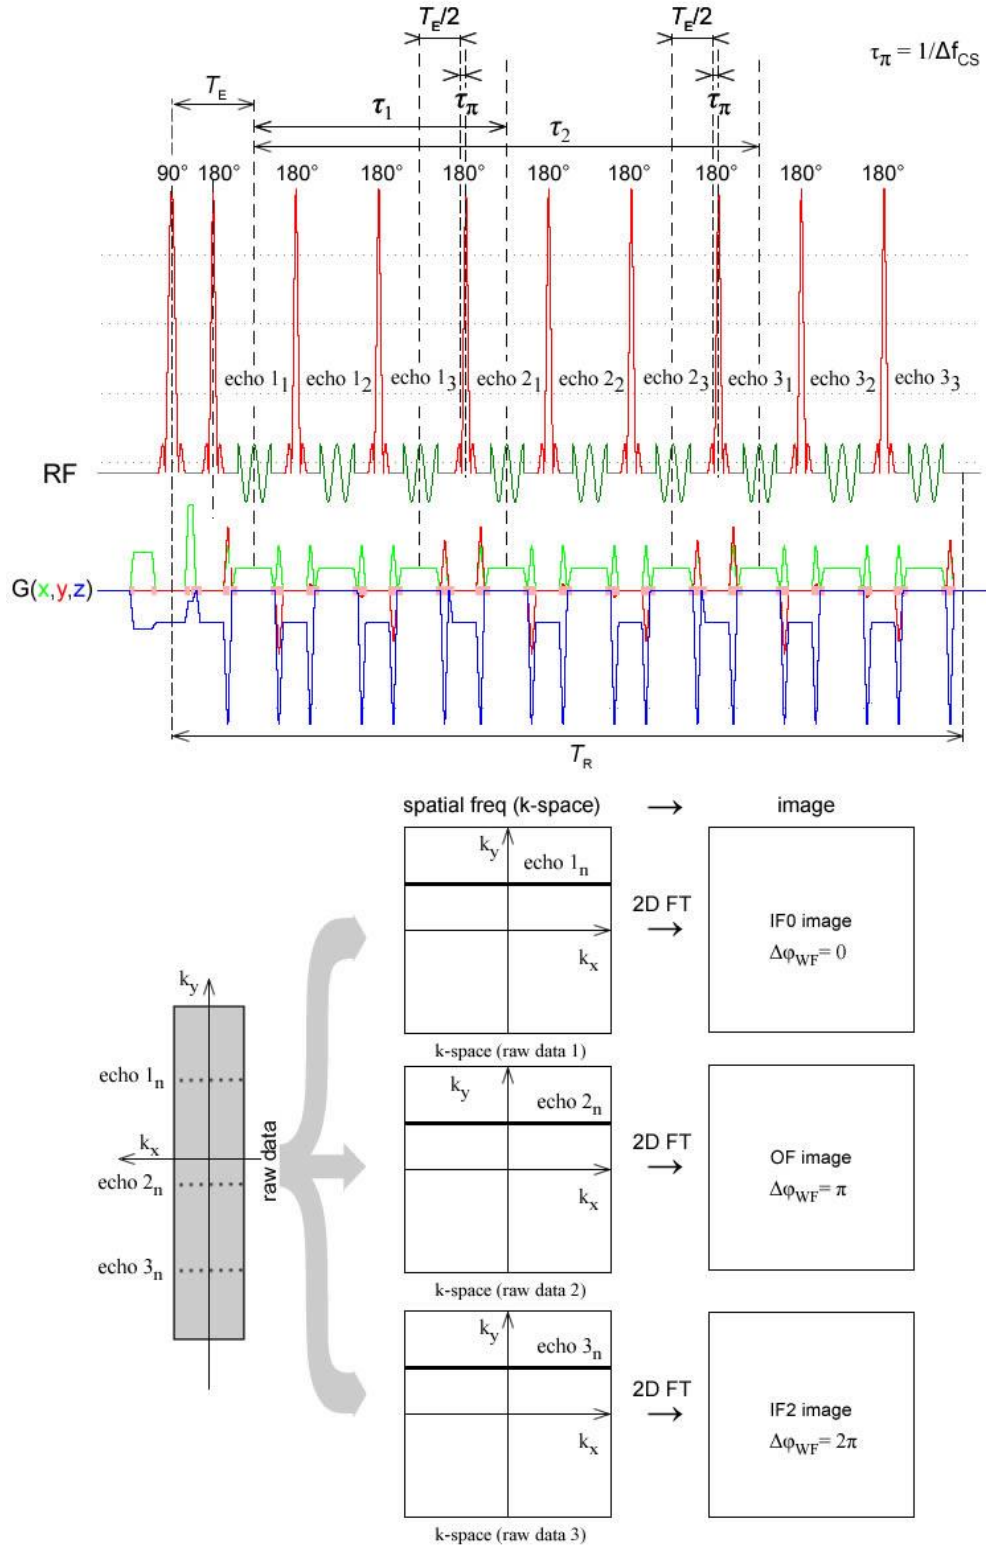 T_E/2 T_E/2
τ_π = 1/Δf_CS
T_E τ_1 τ_π τ_π
τ_2
90° 180° 180° 180° 180° 180° 180° 180° 180° 180°
echo 1_1 echo 1_2 echo 1_3 echo 2_1 echo 2_2 echo 2_3 echo 3_1 echo 3_2 echo 3_3
RF
G(x,y,z)
T_R
spatial freq (k-space) → image
k_y
echo 1_n
2D FT
→
IF0 image
Δφ_WF= 0
k_x
k-space (raw data 1)
k_y
echo 1_n
k_x
echo 2_n
echo 3_n
raw data
k_y
echo 2_n
2D FT
→
OF image
Δφ_WF= π
k_x
k-space (raw data 2)
k_y
echo 3_n
2D FT
→
IF2 image
Δφ_WF= 2π
k_x
k-space (raw data 3)